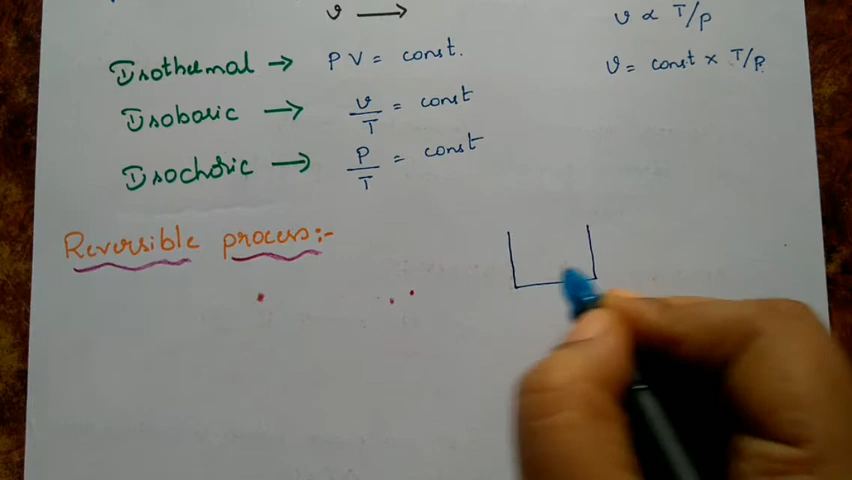 v →
v ∝ T/p
Isothermal → PV = const.
v = const × T/p.
Isobaric → v/T = const
Isochoric → P/T = const
Reversible process:-